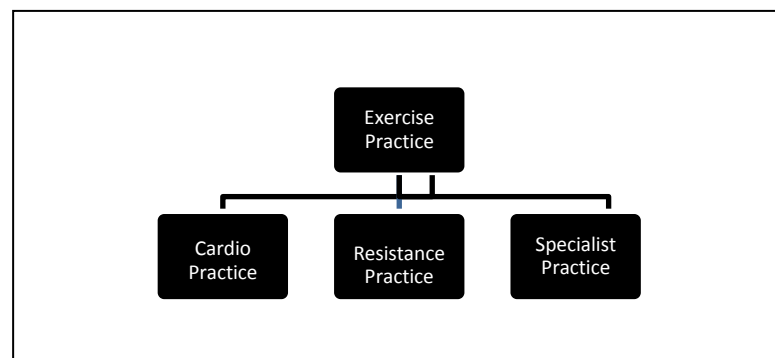 Exercise
Practice
Cardio
Practice
Resistance
Practice
Specialist
Practice